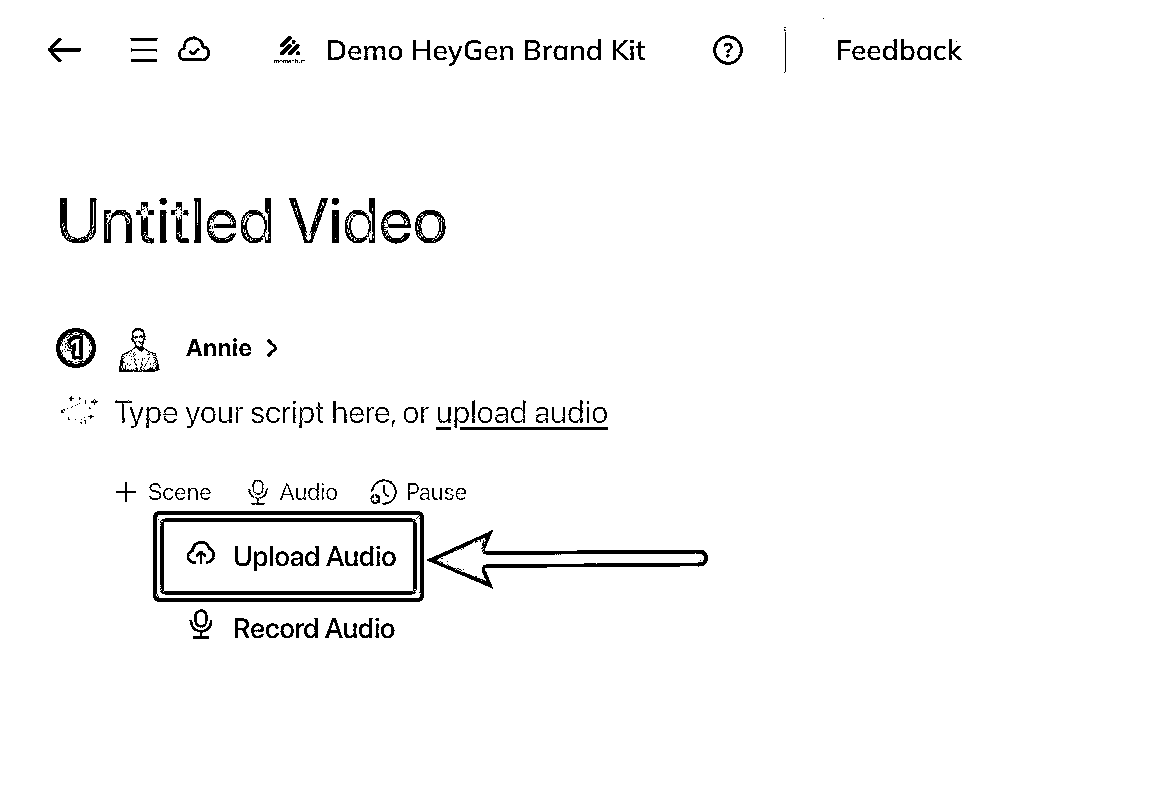 momentum Demo HeyGen Brand Kit Feedback
Untitled Video
1 Annie
Type your script here, or upload audio
Scene Audio Pause
Upload Audio
Record Audio